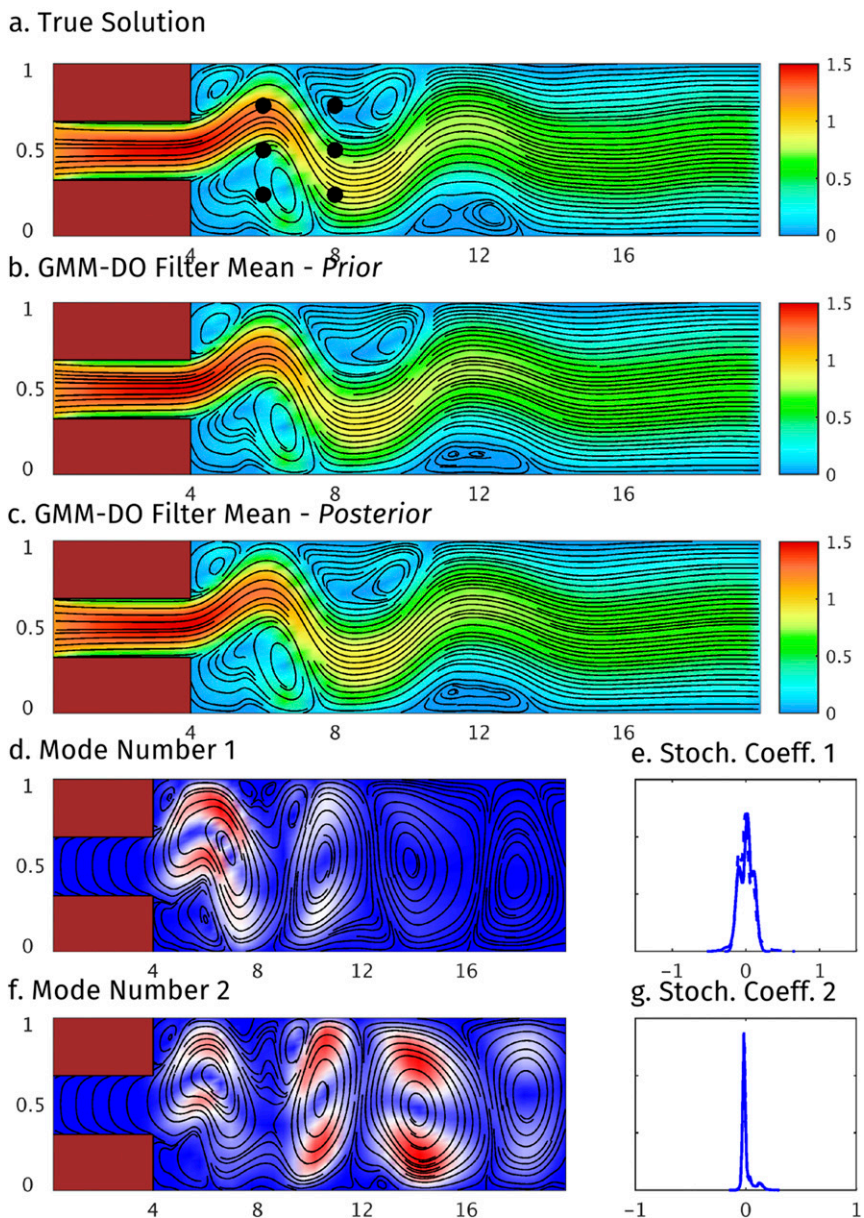 a. True Solution
1
0.5
0
4 8 12 16
1.5
1
0.5
0
b. GMM-DO Filter Mean - Prior
1
0.5
0
4 8 12 16
1.5
1
0.5
0
c. GMM-DO Filter Mean - Posterior
1
0.5
0
4 8 12 16
1.5
1
0.5
0
d. Mode Number 1
1
0.5
0
4 8 12 16
e. Stoch. Coeff. 1
−1 0 1
f. Mode Number 2
1
0.5
0
4 8 12 16
g. Stoch. Coeff. 2
−1 0 1